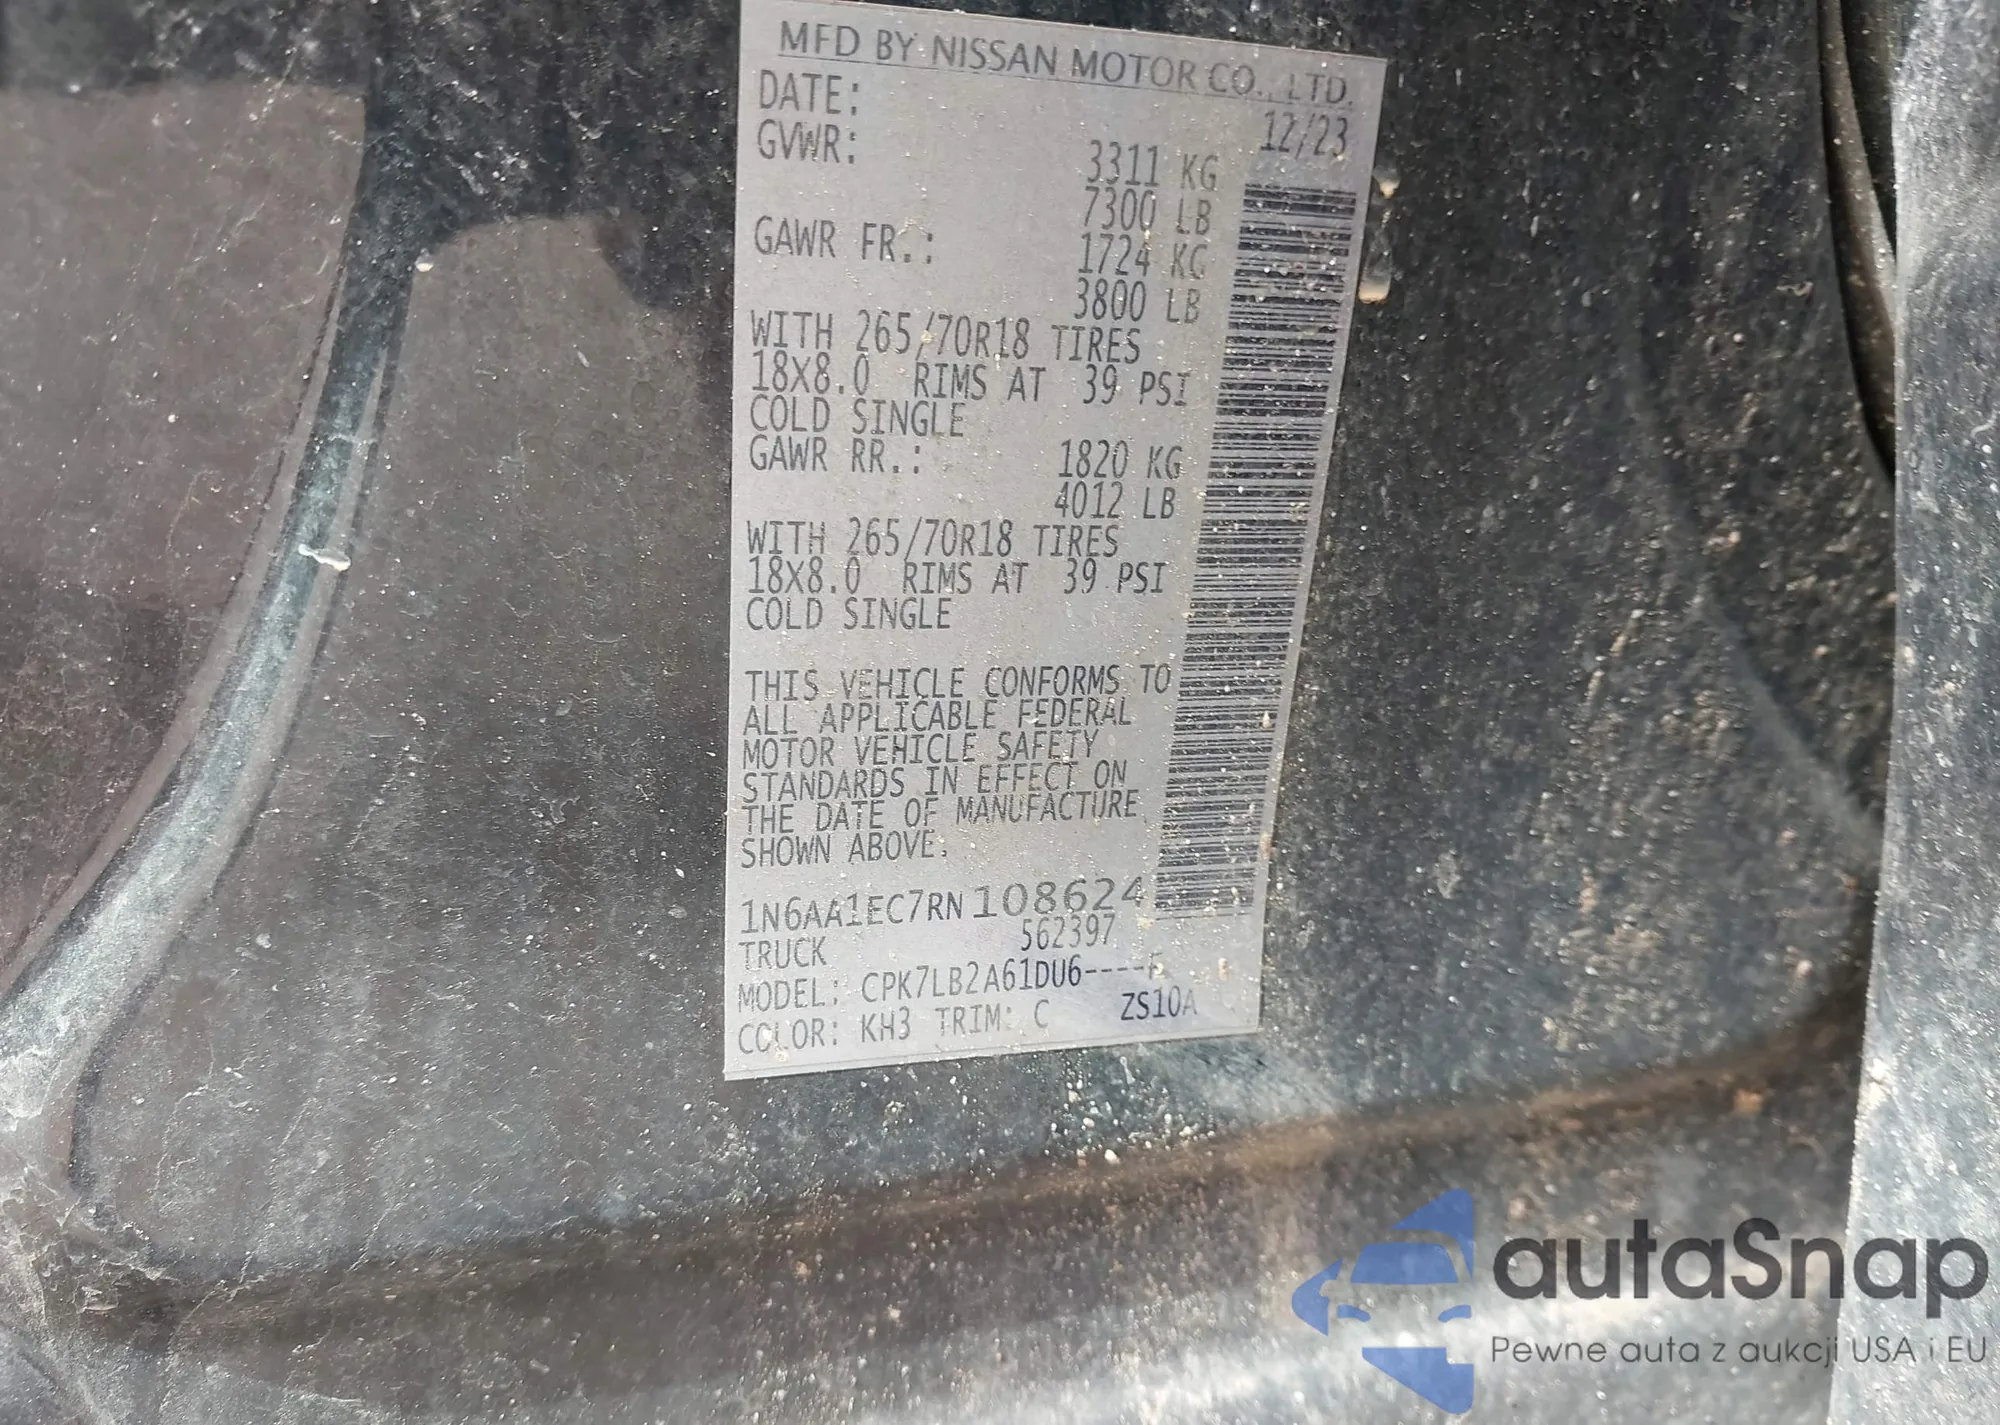 MFD BY NISSAN MOTOR CO., LTD.
DATE: 12/23
GVWR: 3311 KG
7300 LB
GAWR FR.: 1724 KG
3800 LB
WITH 265/70R18 TIRES
18X8.0 RIMS AT 39 PSI
COLD SINGLE
GAWR RR.: 1820 KG
4012 LB
WITH 265/70R18 TIRES
18X8.0 RIMS AT 39 PSI
COLD SINGLE
THIS VEHICLE CONFORMS TO
ALL APPLICABLE FEDERAL
MOTOR VEHICLE SAFETY
STANDARDS IN EFFECT ON
THE DATE OF MANUFACTURE
SHOWN ABOVE.
1N6AA1EC7RN108624
TRUCK 562397
MODEL: CPK7LB2A61DU6----
COLOR: KH3 TRIM: C ZS10A
autaSnap
Pewne auta z aukcji USA i EU